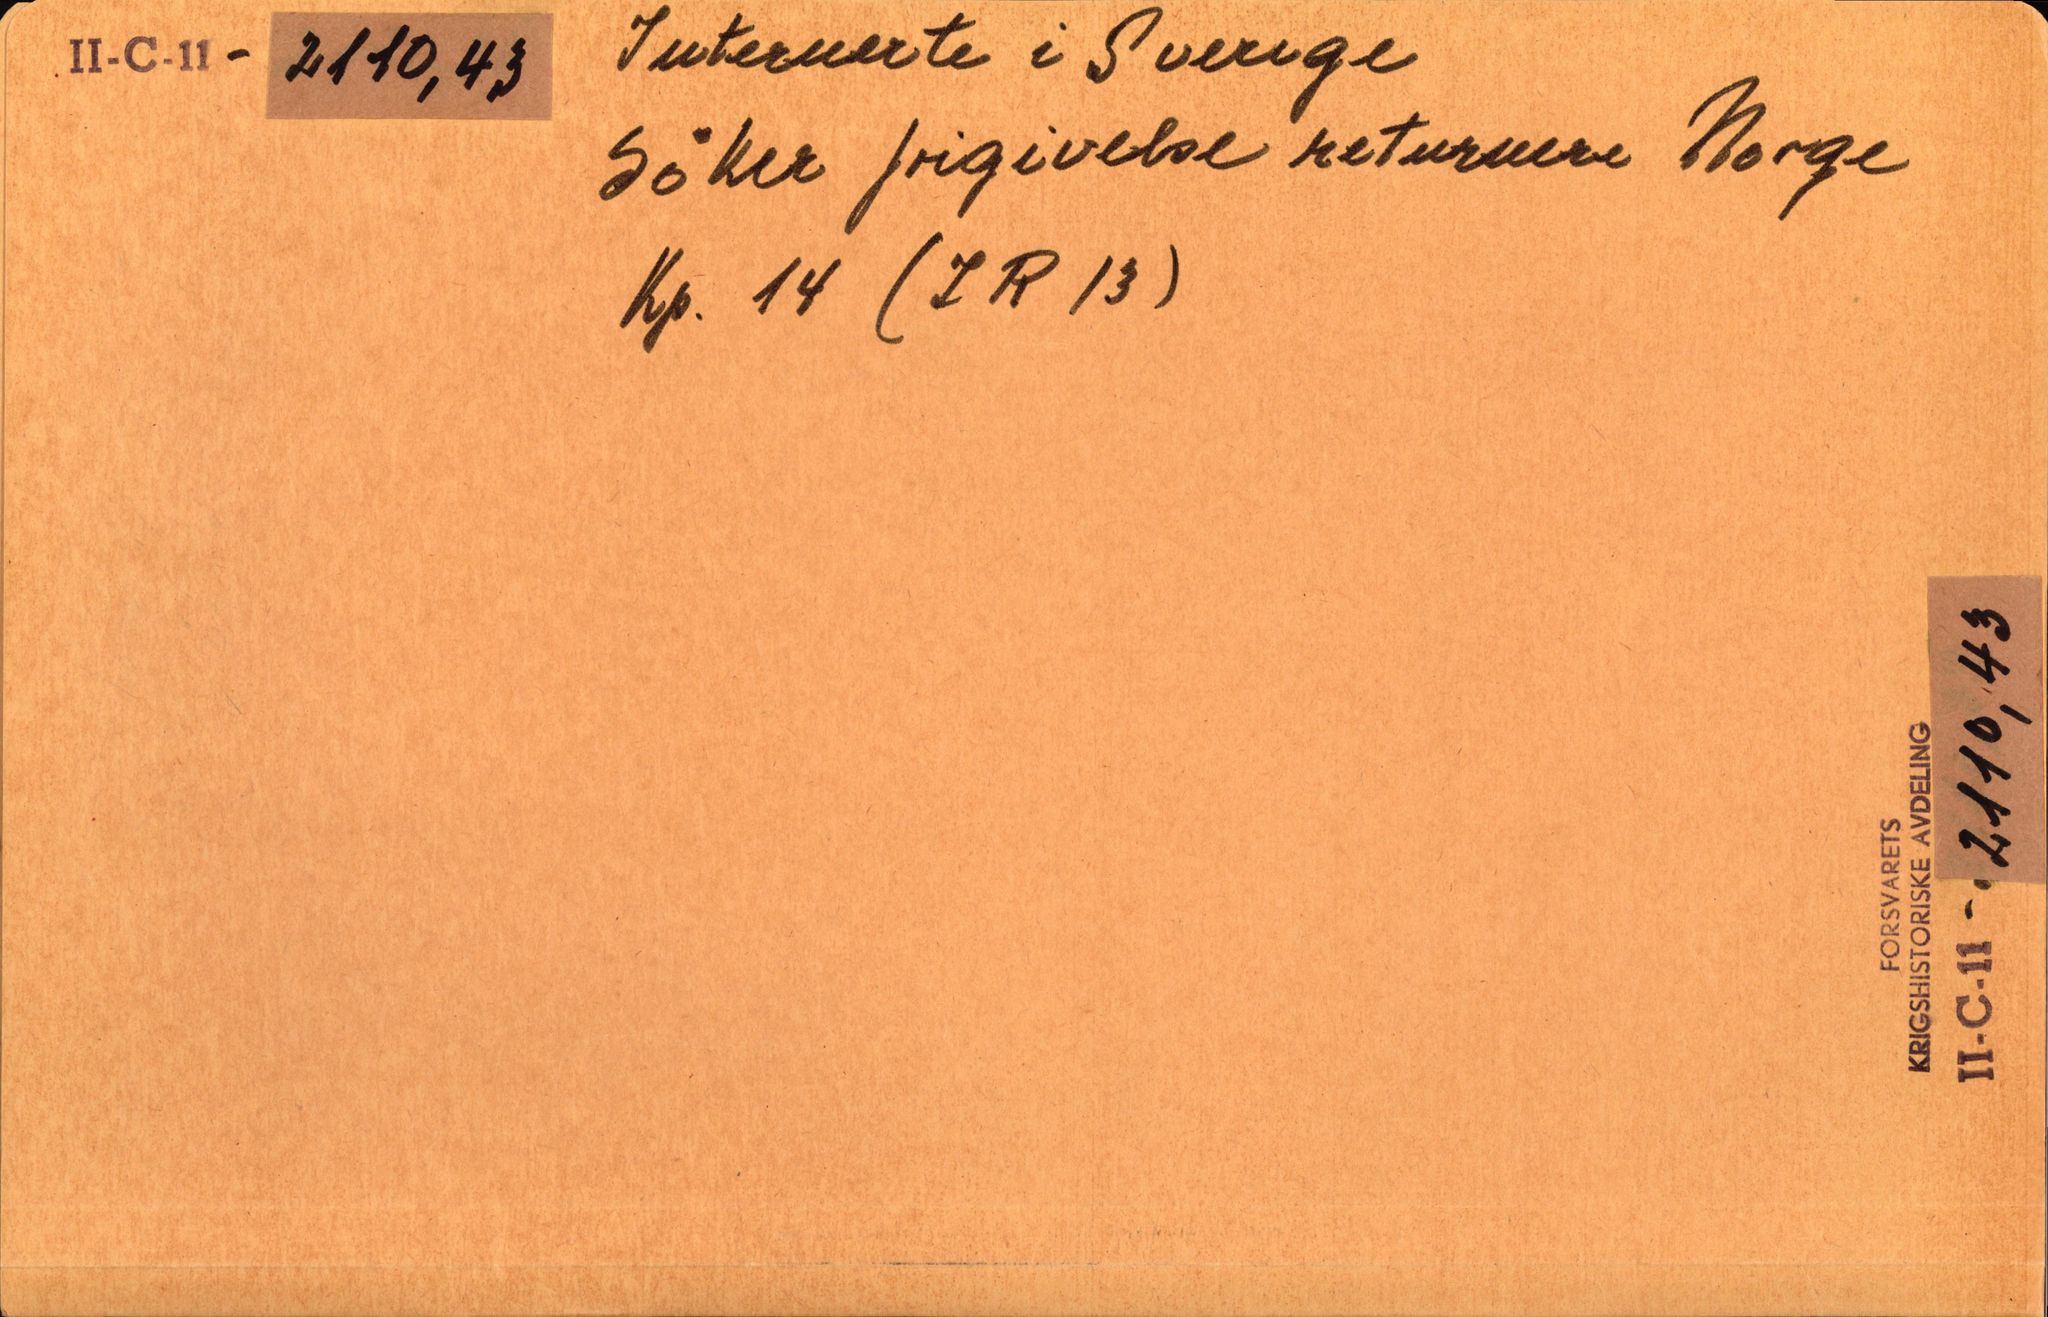 II-C-11 - 2110,43
Internerte i Sverige
Söker frigivelse returnere Norge
Kp. 14 (IR 13)
FORSVARETS
KRIGSHISTORISKE AVDELING
II-C-11 - 2110,43